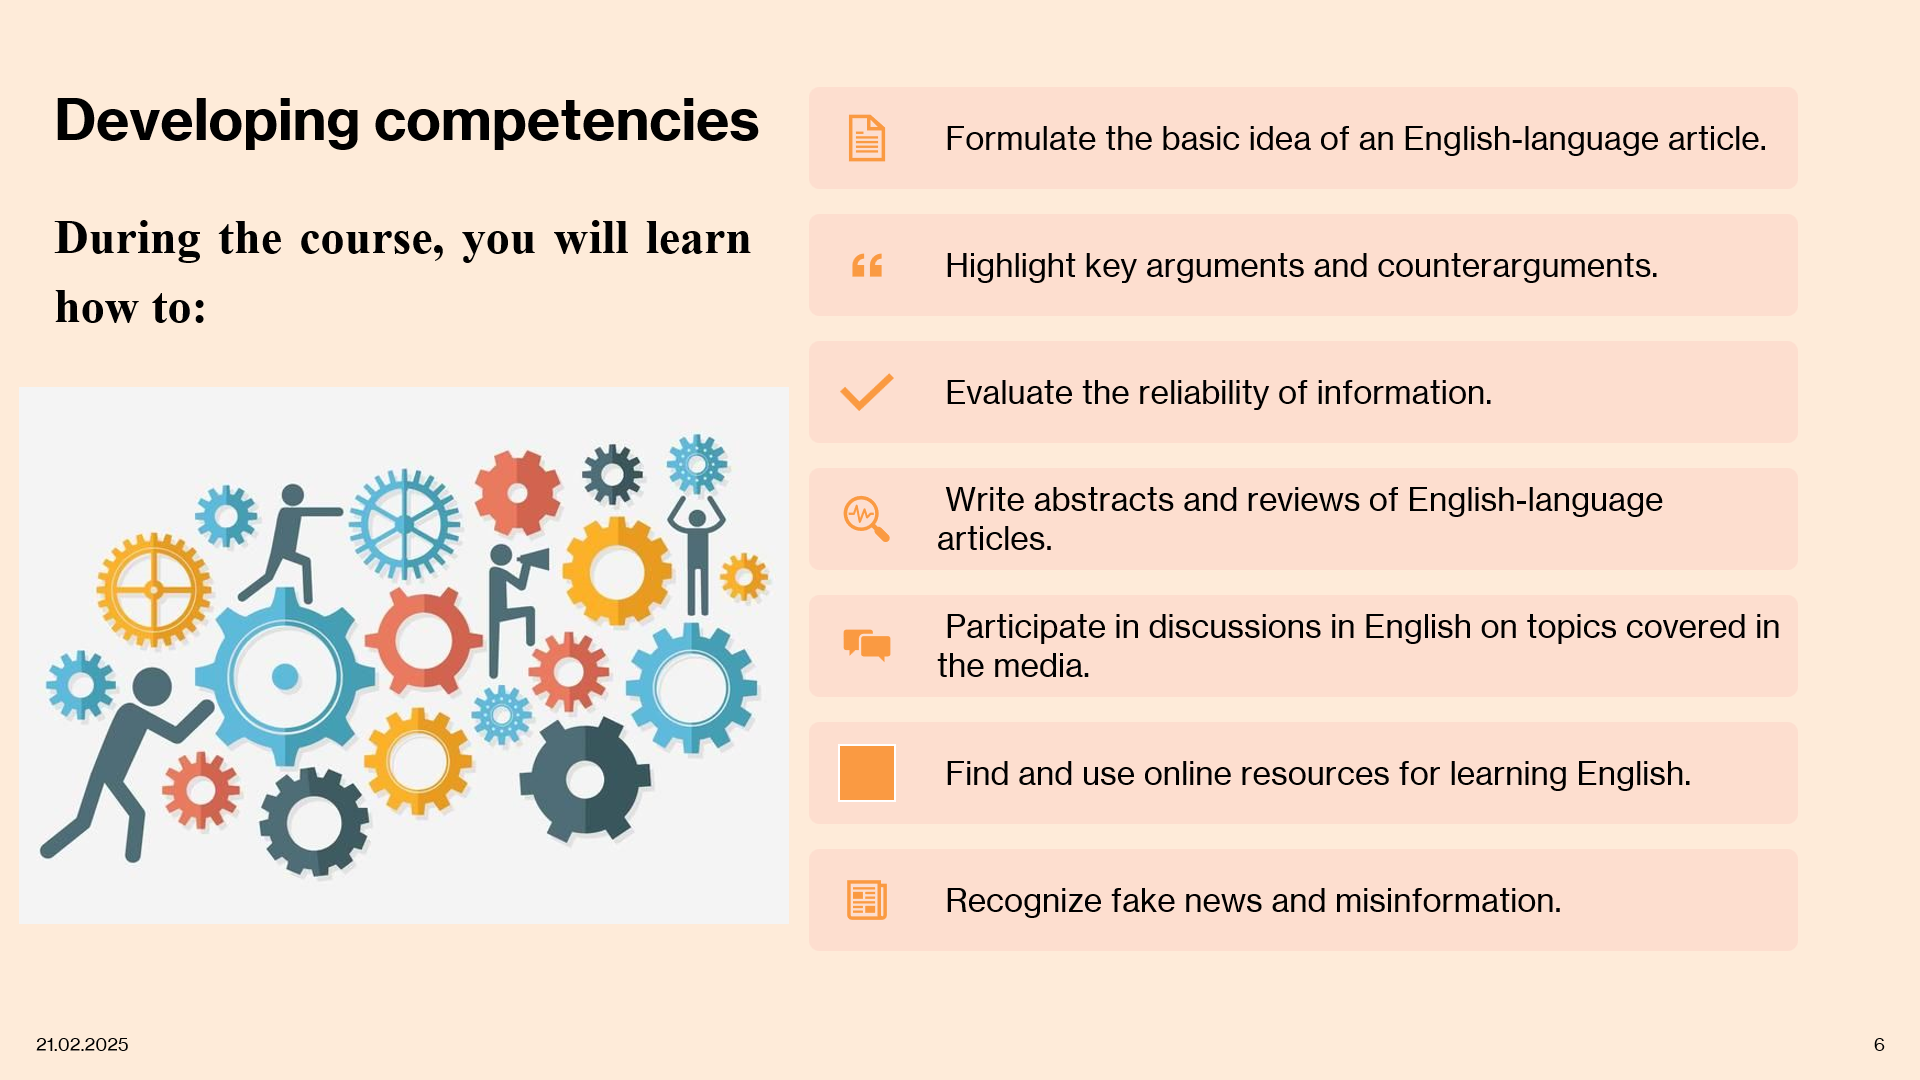 Developing competencies
During the course, you will learn
how to:
Formulate the basic idea of an English-language article.
Highlight key arguments and counterarguments.
Evaluate the reliability of information.
Write abstracts and reviews of English-language
articles.
Participate in discussions in English on topics covered in
the media.
Find and use online resources for learning English.
Recognize fake news and misinformation.
21.02.2025
6